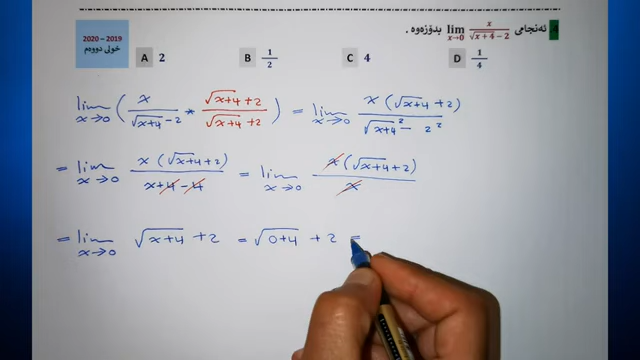 4. ئەنجامی lim x→0 x/(√x+4 − 2) بدۆزەوە .
2020 – 2019
خولی دووەم
A 2 B 1/2 C 4 D 1/4
lim x→0 ( x/(√x+4 − 2) * (√x+4 + 2)/(√x+4 + 2) ) = lim x→0 x(√x+4 + 2)/(√x+4² − 2²)
= lim x→0 x(√x+4 + 2)/(x+4−4) = lim x→0 x(√x+4 + 2)/x
= lim x→0 √x+4 + 2 = √0+4 + 2 =